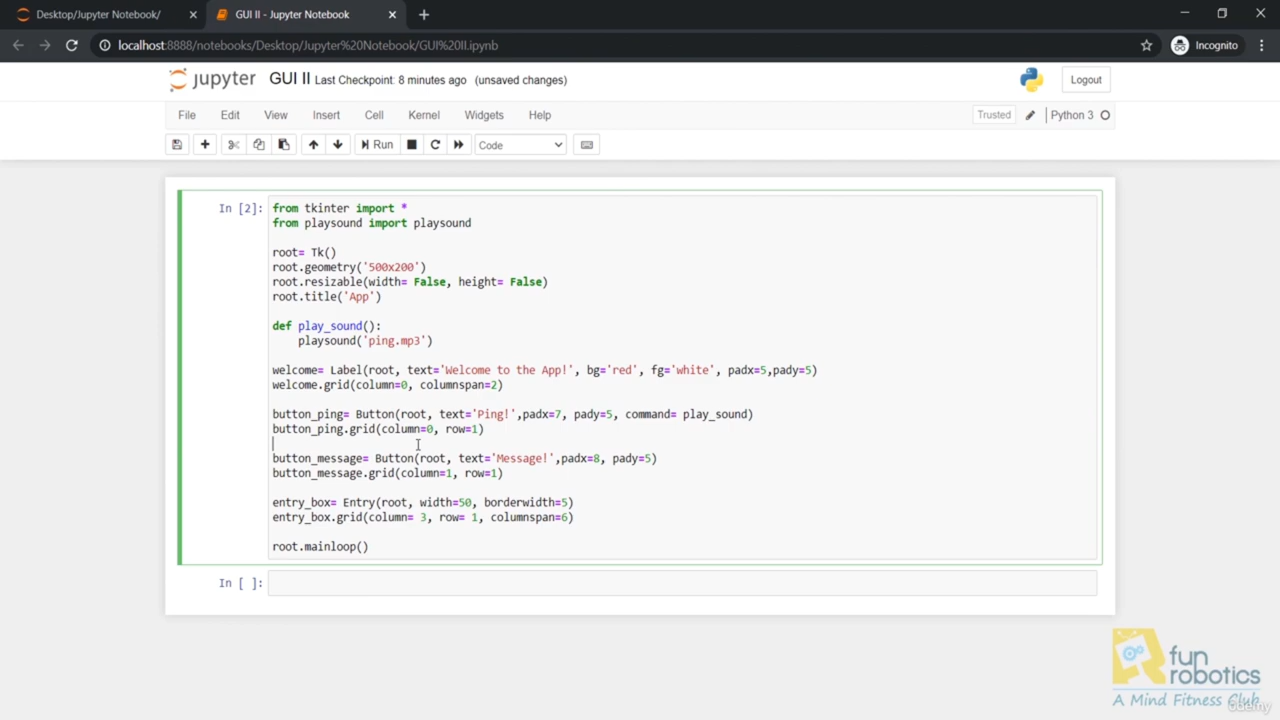 Desktop/Jupyter Notebook/
GUI II - Jupyter Notebook
localhost:8888/notebooks/Desktop/Jupyter%20Notebook/GUI%20II.ipynb
Incognito
jupyter GUI II Last Checkpoint: 8 minutes ago (unsaved changes)
Logout
File Edit View Insert Cell Kernel Widgets Help
Trusted
Python 3
Run
Code
In [2]:
from tkinter import *
from playsound import playsound
root= Tk()
root.geometry('500x200')
root.resizable(width= False, height= False)
root.title('App')
def play_sound():
playsound('ping.mp3')
welcome= Label(root, text='Welcome to the App!', bg='red', fg='white', padx=5,pady=5)
welcome.grid(column=0, columnspan=2)
button_ping= Button(root, text='Ping!',padx=7, pady=5, command= play_sound)
button_ping.grid(column=0, row=1)
button_message= Button(root, text='Message!',padx=8, pady=5)
button_message.grid(column=1, row=1)
entry_box= Entry(root, width=50, borderwidth=5)
entry_box.grid(column= 3, row= 1, columnspan=6)
root.mainloop()
In [ ]:
fun
robotics
A Mind Fitness Club
udemy